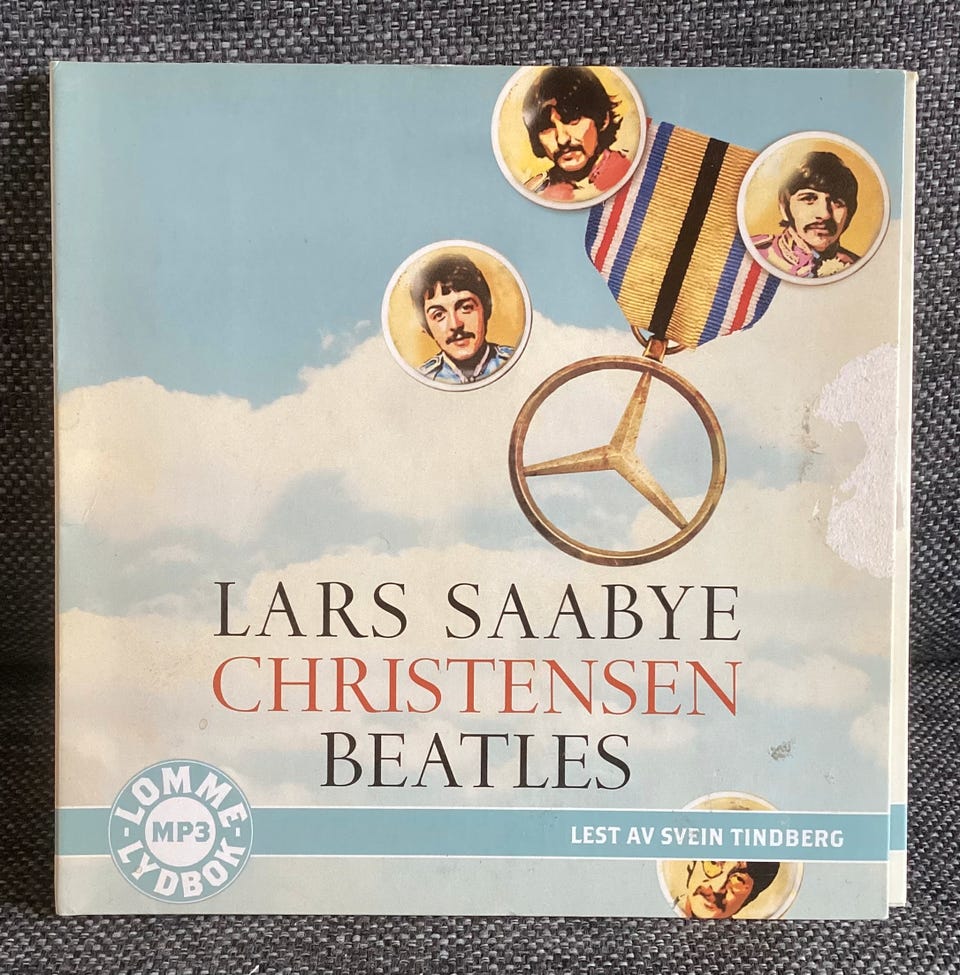 LARS SAABYE
CHRISTENSEN
BEATLES
LOMME
MP3
LYDBOK
LEST AV SVEIN TINDBERG